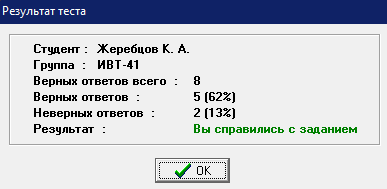 Результат теста
Студент : Жеребцов К. А.
Группа : ИВТ-41
Верных ответов всего : 8
Верных ответов : 5 (62%)
Неверных ответов : 2 (13%)
Результат : Вы справились с заданием
OK